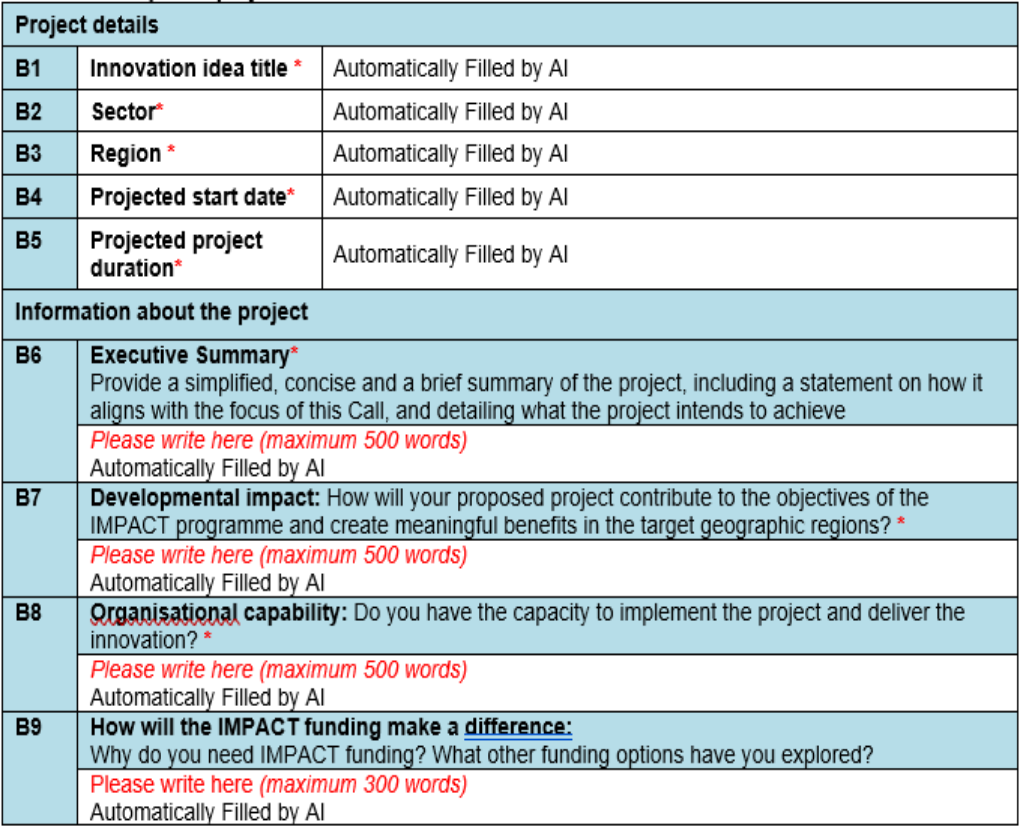 Project details
B1 Innovation idea title * Automatically Filled by AI
B2 Sector* Automatically Filled by AI
B3 Region * Automatically Filled by AI
B4 Projected start date* Automatically Filled by AI
B5 Projected project
duration* Automatically Filled by AI
Information about the project
B6 Executive Summary*
Provide a simplified, concise and a brief summary of the project, including a statement on how it
aligns with the focus of this Call, and detailing what the project intends to achieve
Please write here (maximum 500 words)
Automatically Filled by AI
B7 Developmental impact: How will your proposed project contribute to the objectives of the
IMPACT programme and create meaningful benefits in the target geographic regions? *
Please write here (maximum 500 words)
Automatically Filled by AI
B8 Organisational capability: Do you have the capacity to implement the project and deliver the
innovation? *
Please write here (maximum 500 words)
Automatically Filled by AI
B9 How will the IMPACT funding make a difference:
Why do you need IMPACT funding? What other funding options have you explored?
Please write here (maximum 300 words)
Automatically Filled by AI